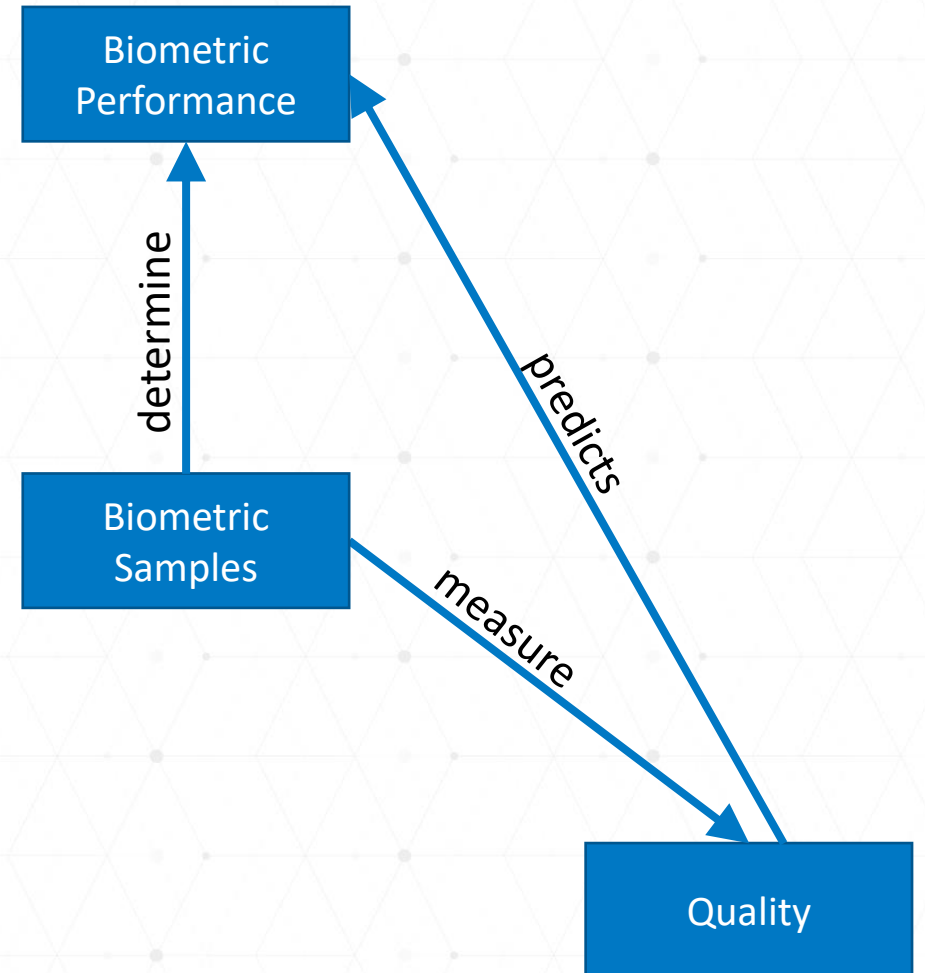 Biometric
Performance
determine
predicts
Biometric
Samples
measure
Quality